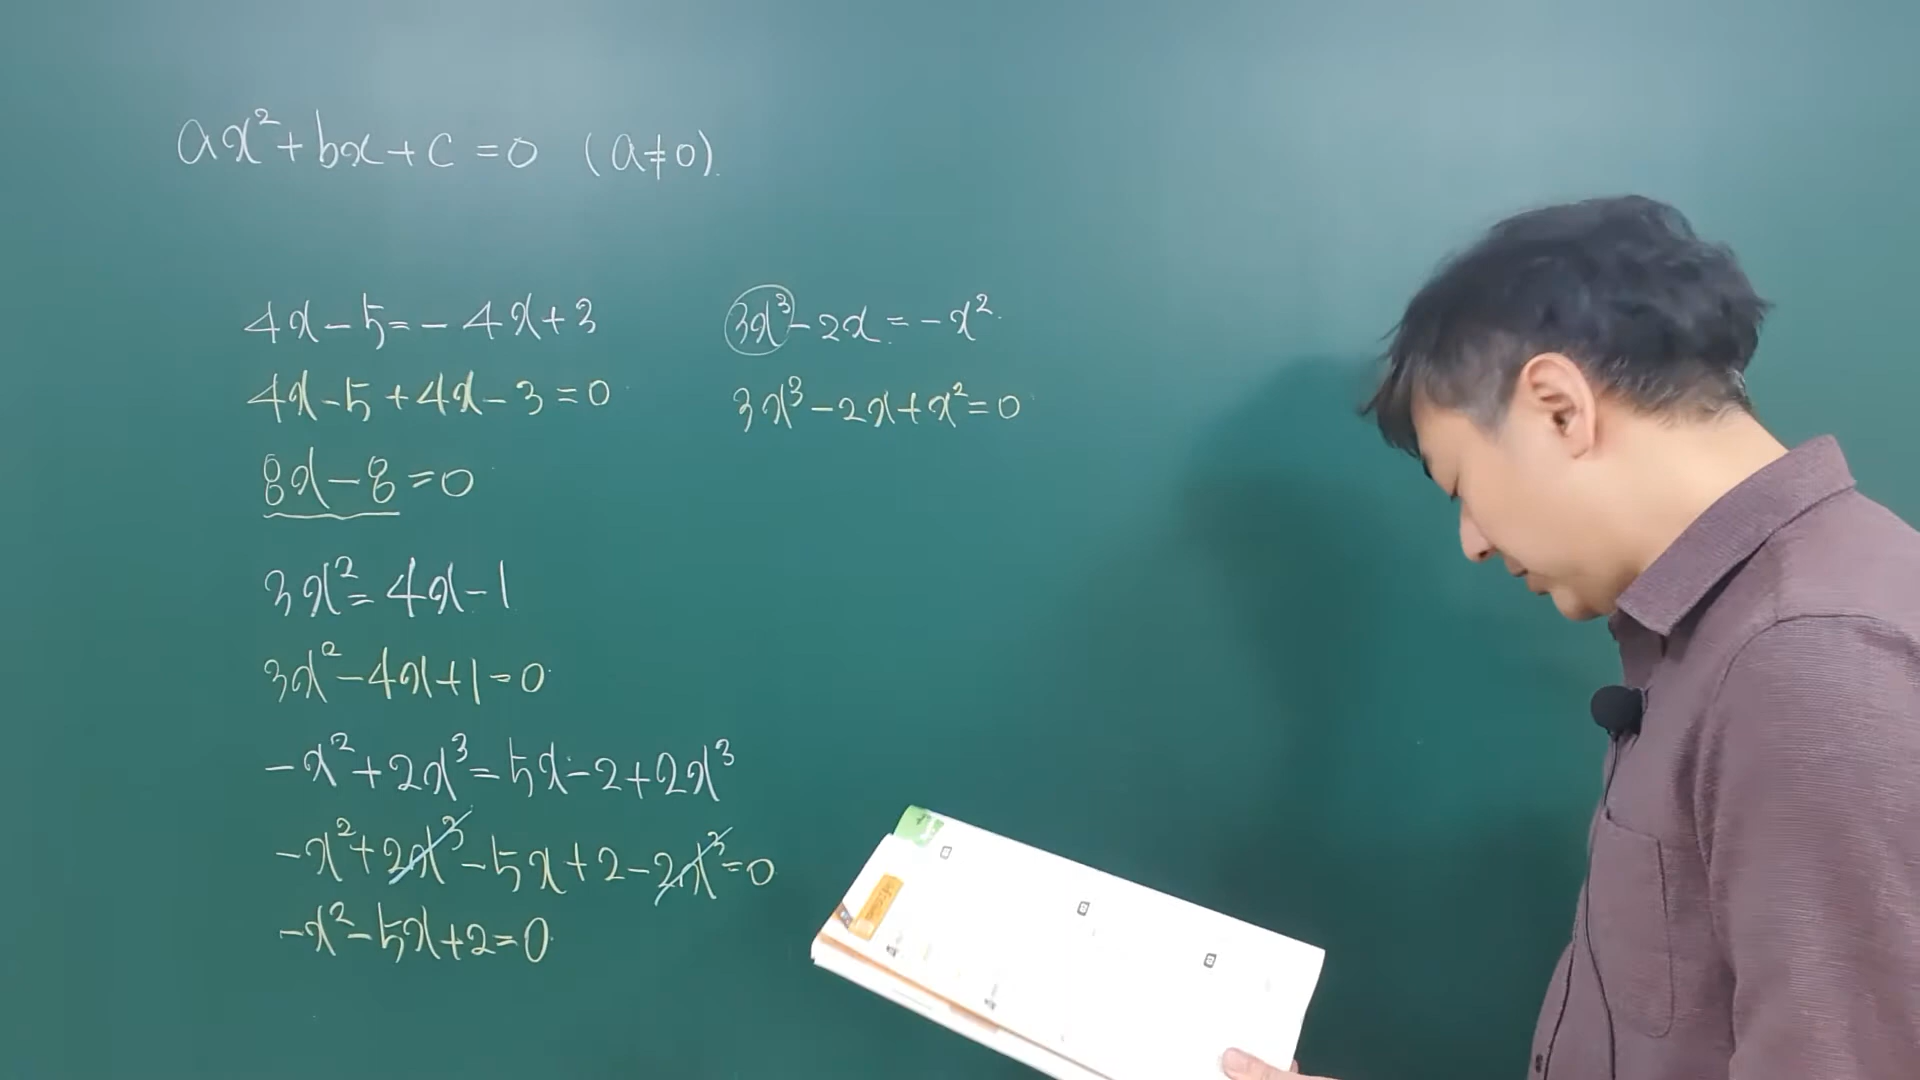 ax²+bx+c=0 (a≠0).
4x-5=-4x+3
4x-5+4x-3=0
8x-8=0
3x²=4x-1
3x²-4x+1=0
-x²+2x³=5x-2+2x³
-x²+2x³-5x+2-2x³=0
-x²-5x+2=0
3x³-2x=-x²
3x³-2x+x²=0